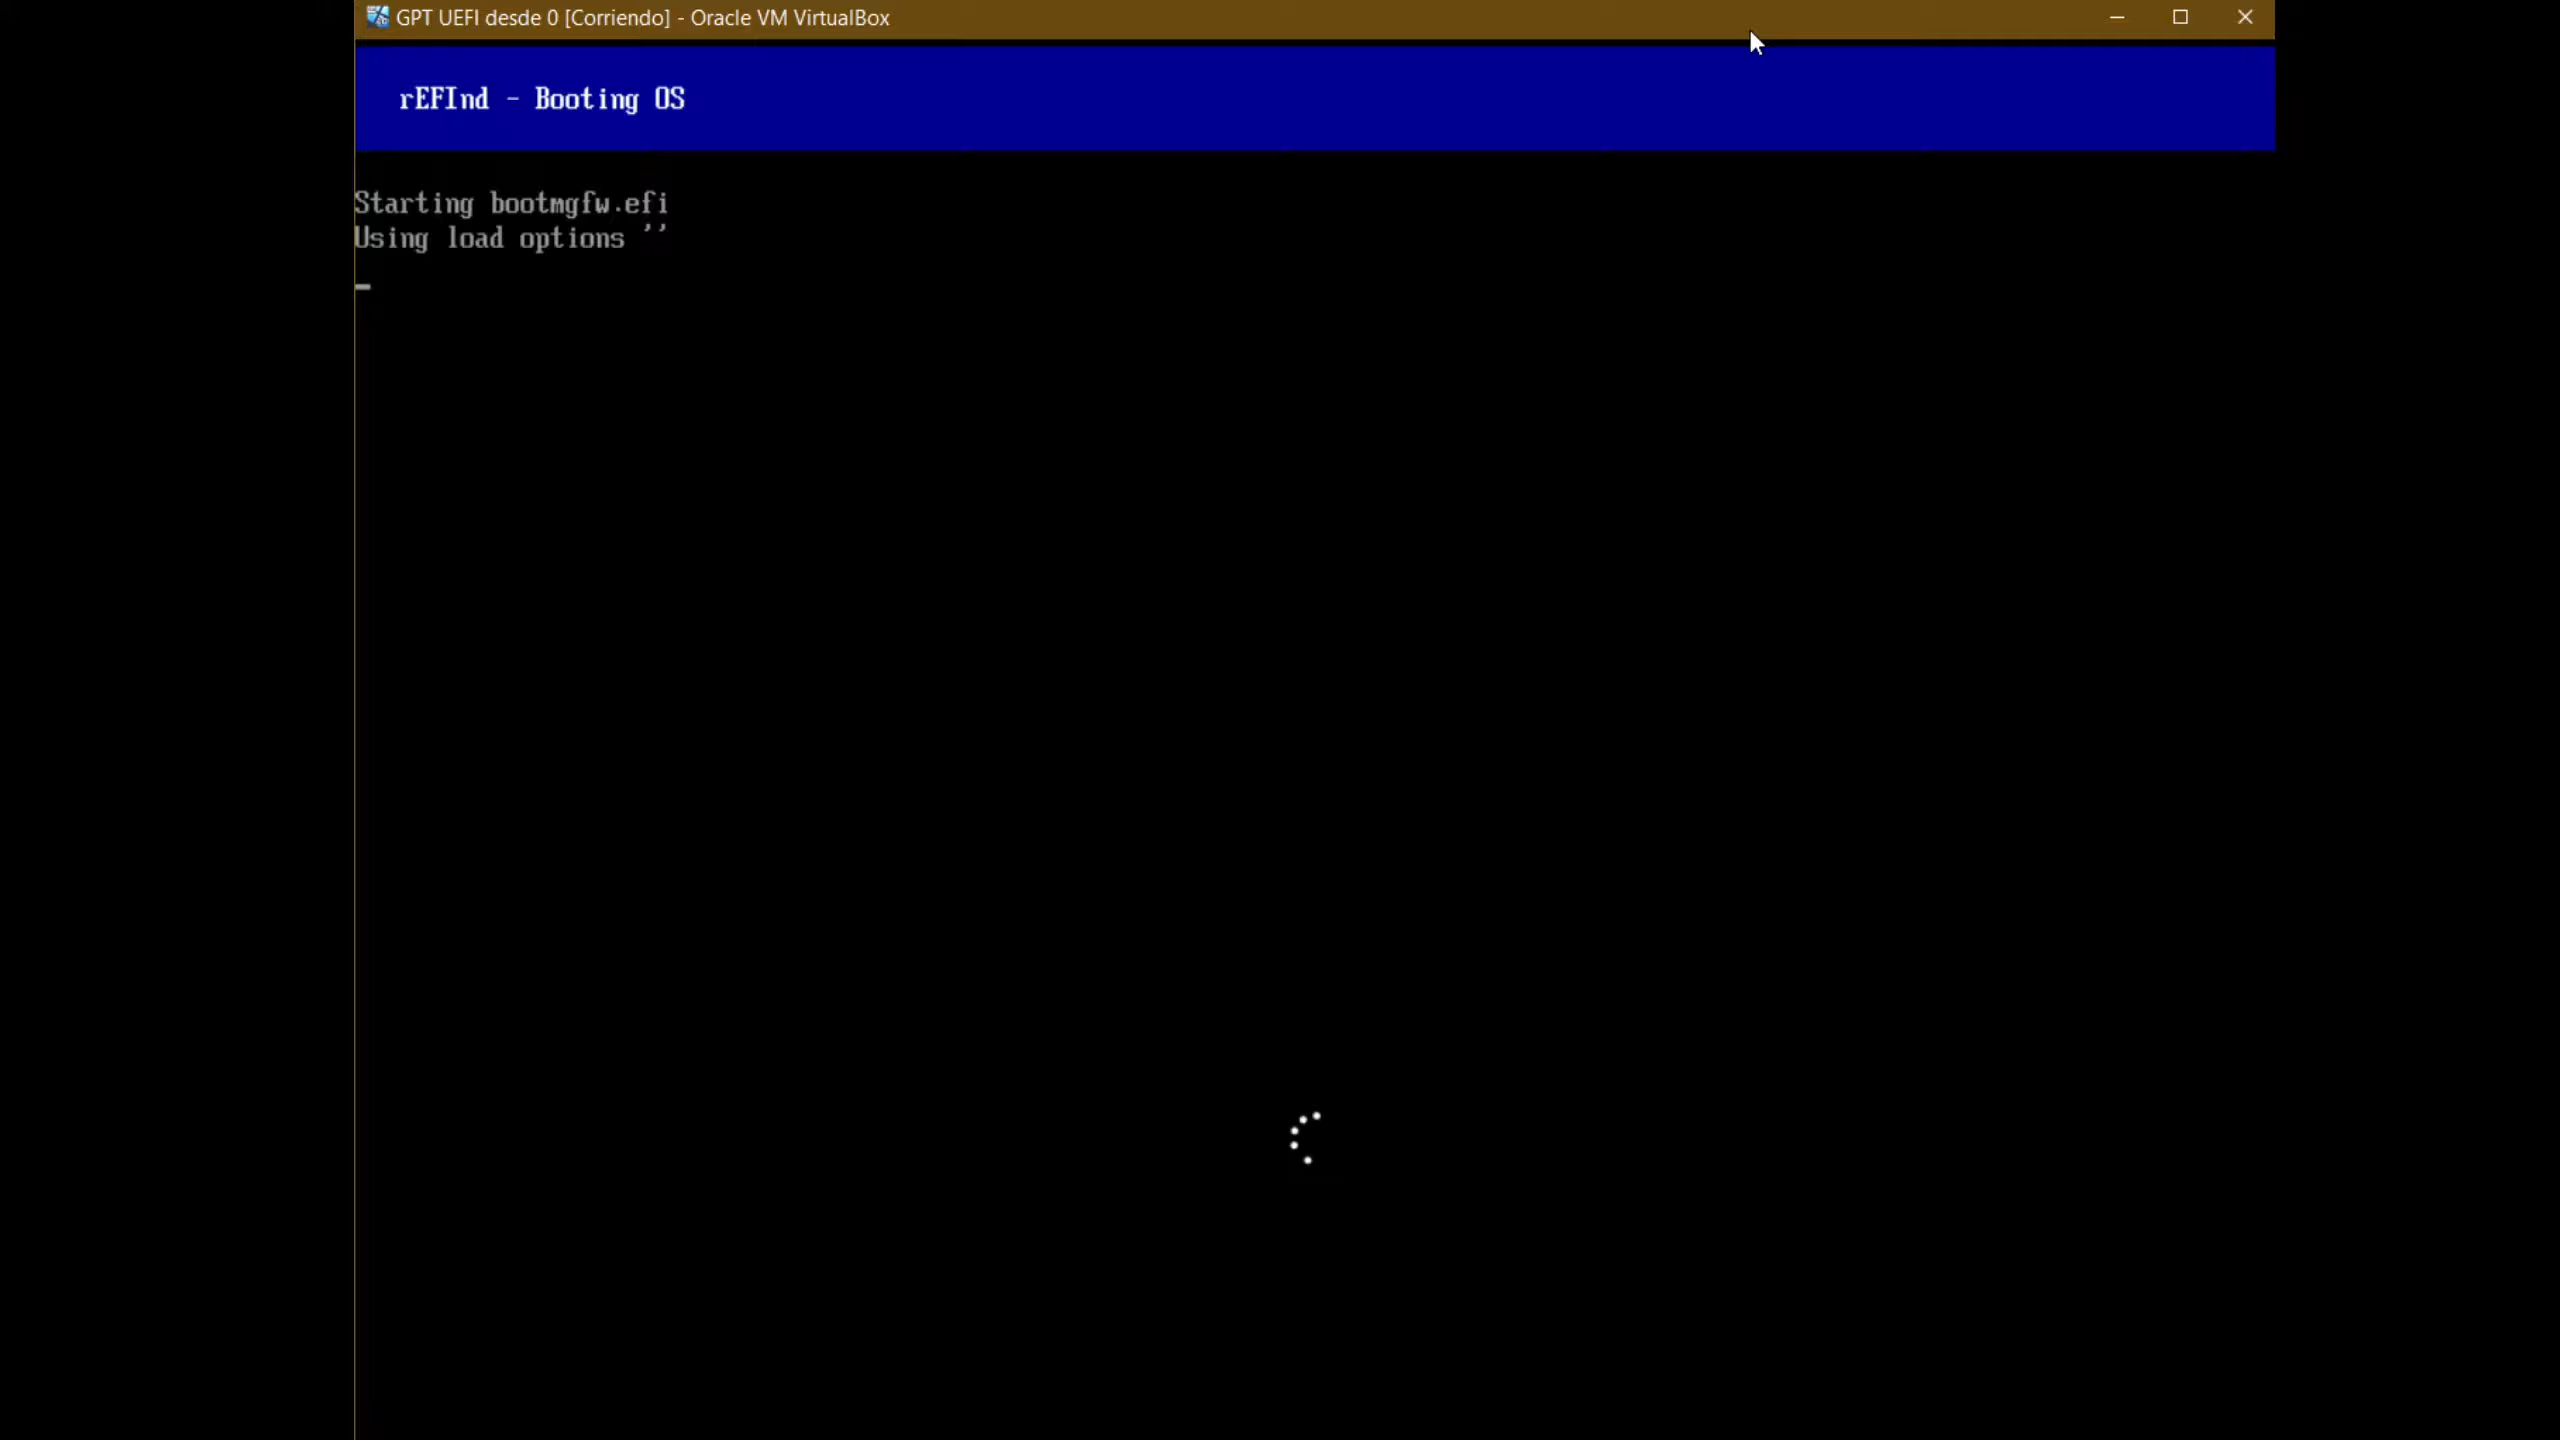 GPT UEFI desde 0 [Corriendo] - Oracle VM VirtualBox
rEFInd - Booting OS
Starting bootmgfw.efi
Using load options ''